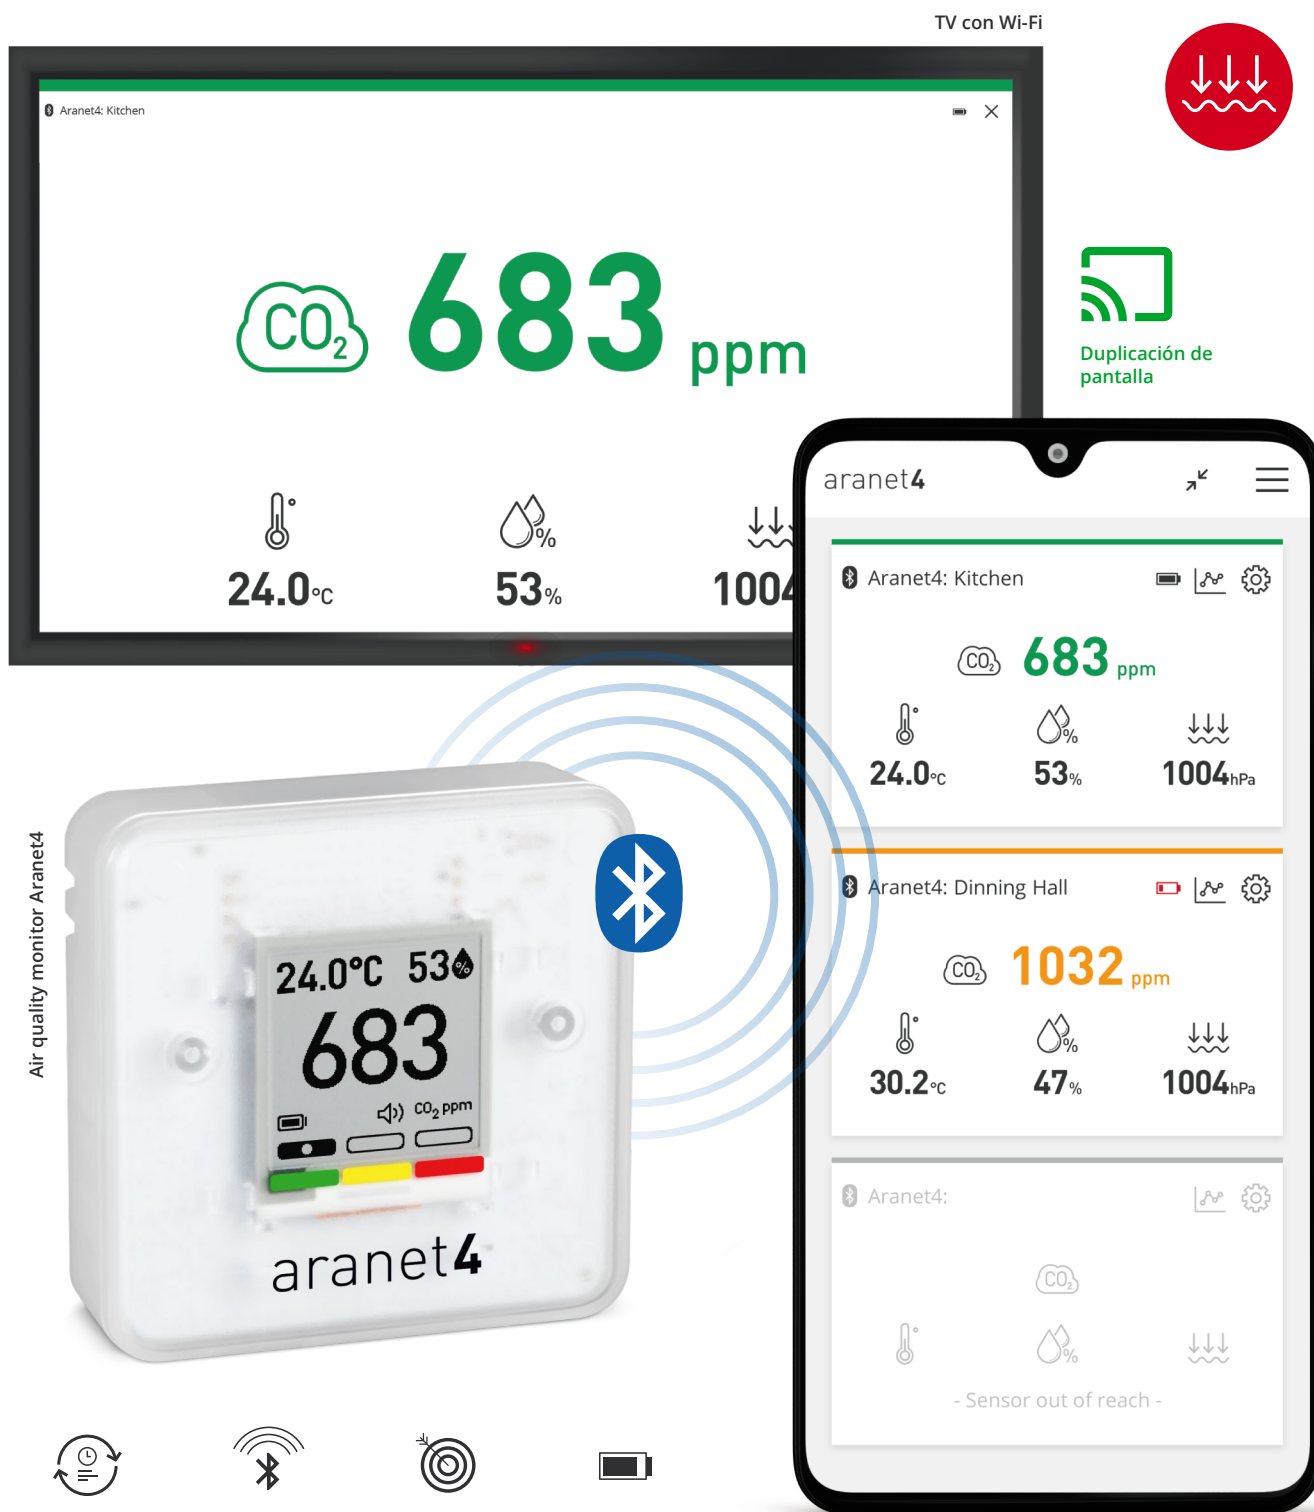 TV con Wi-Fi
Aranet4: Kitchen
CO2 683 ppm
24.0°C 53% 1004
Duplicación de
pantalla
aranet4
Aranet4: Kitchen
CO2 683 ppm
%
24.0°C 53% 1004hPa
Aranet4: Dinning Hall
CO2 1032 ppm
%
30.2°C 47% 1004hPa
Aranet4:
CO2
%
- Sensor out of reach -
Air quality monitor Aranet4
24.0°C 53%
683
CO2 ppm
aranet4